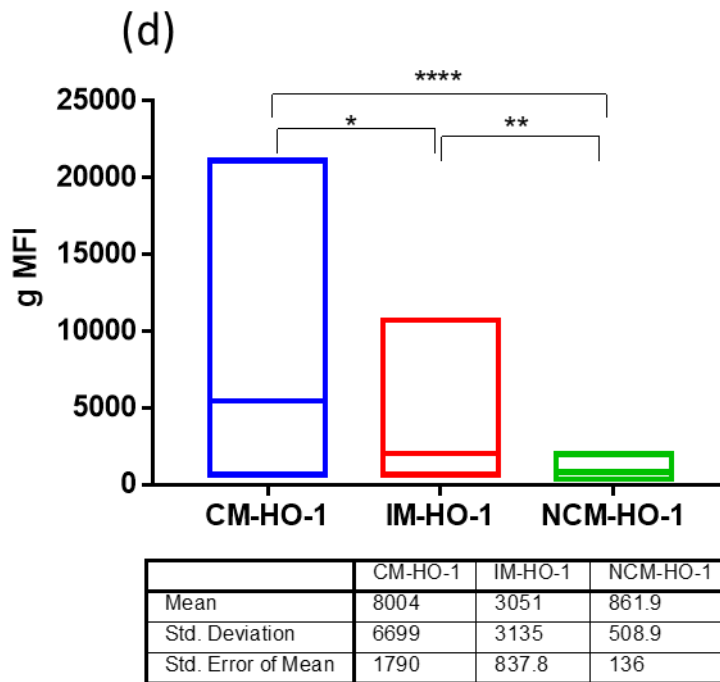 (d)
****
25000
*
**
20000
15000
g MFI
10000
5000
0
CM-HO-1 IM-HO-1 NCM-HO-1
CM-HO-1 IM-HO-1 NCM-HO-1
Mean 8004 3051 861.9
Std. Deviation 6699 3135 508.9
Std. Error of Mean 1790 837.8 136